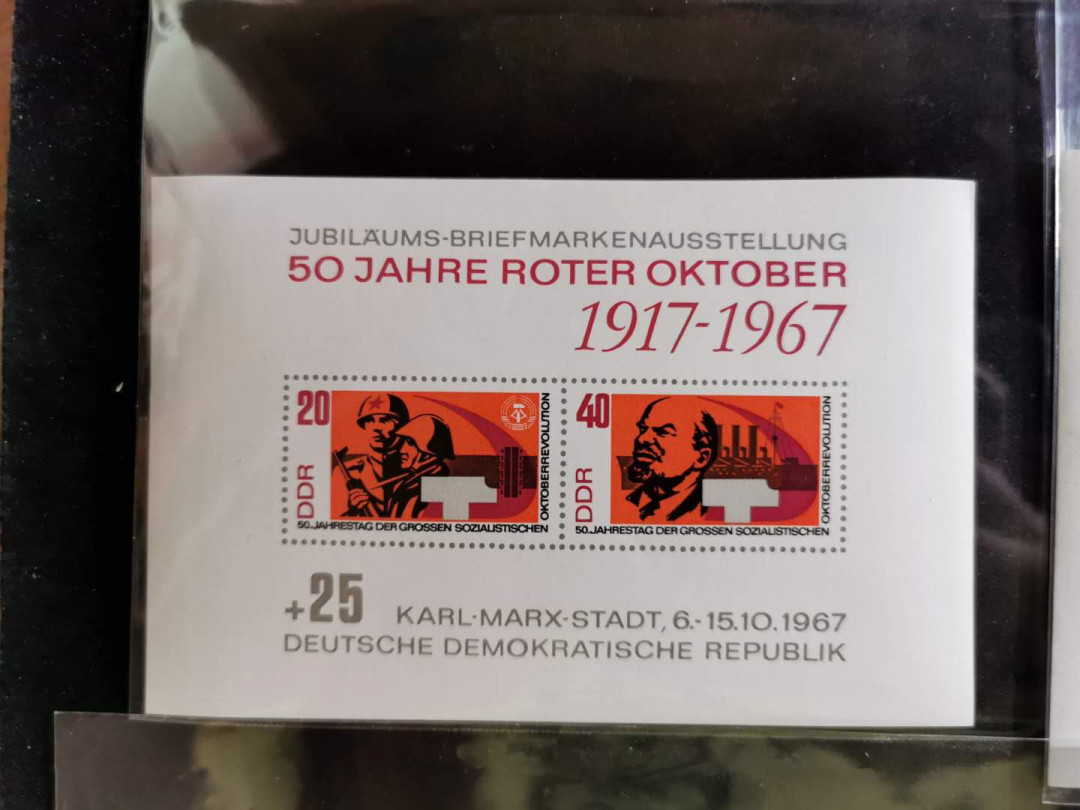 JUBILÄUMS-BRIEFMARKENAUSSTELLUNG
50 JAHRE ROTER OKTOBER
1917-1967
20
DDR
50. JAHRESTAG DER GROSSEN SOZIALISTISCHEN
OKTOBERREVOLUTION
40
DDR
50. JAHRESTAG DER GROSSEN SOZIALISTISCHEN
OKTOBERREVOLUTION
+25
KARL-MARX-STADT, 6.-15.10.1967
DEUTSCHE DEMOKRATISCHE REPUBLIK